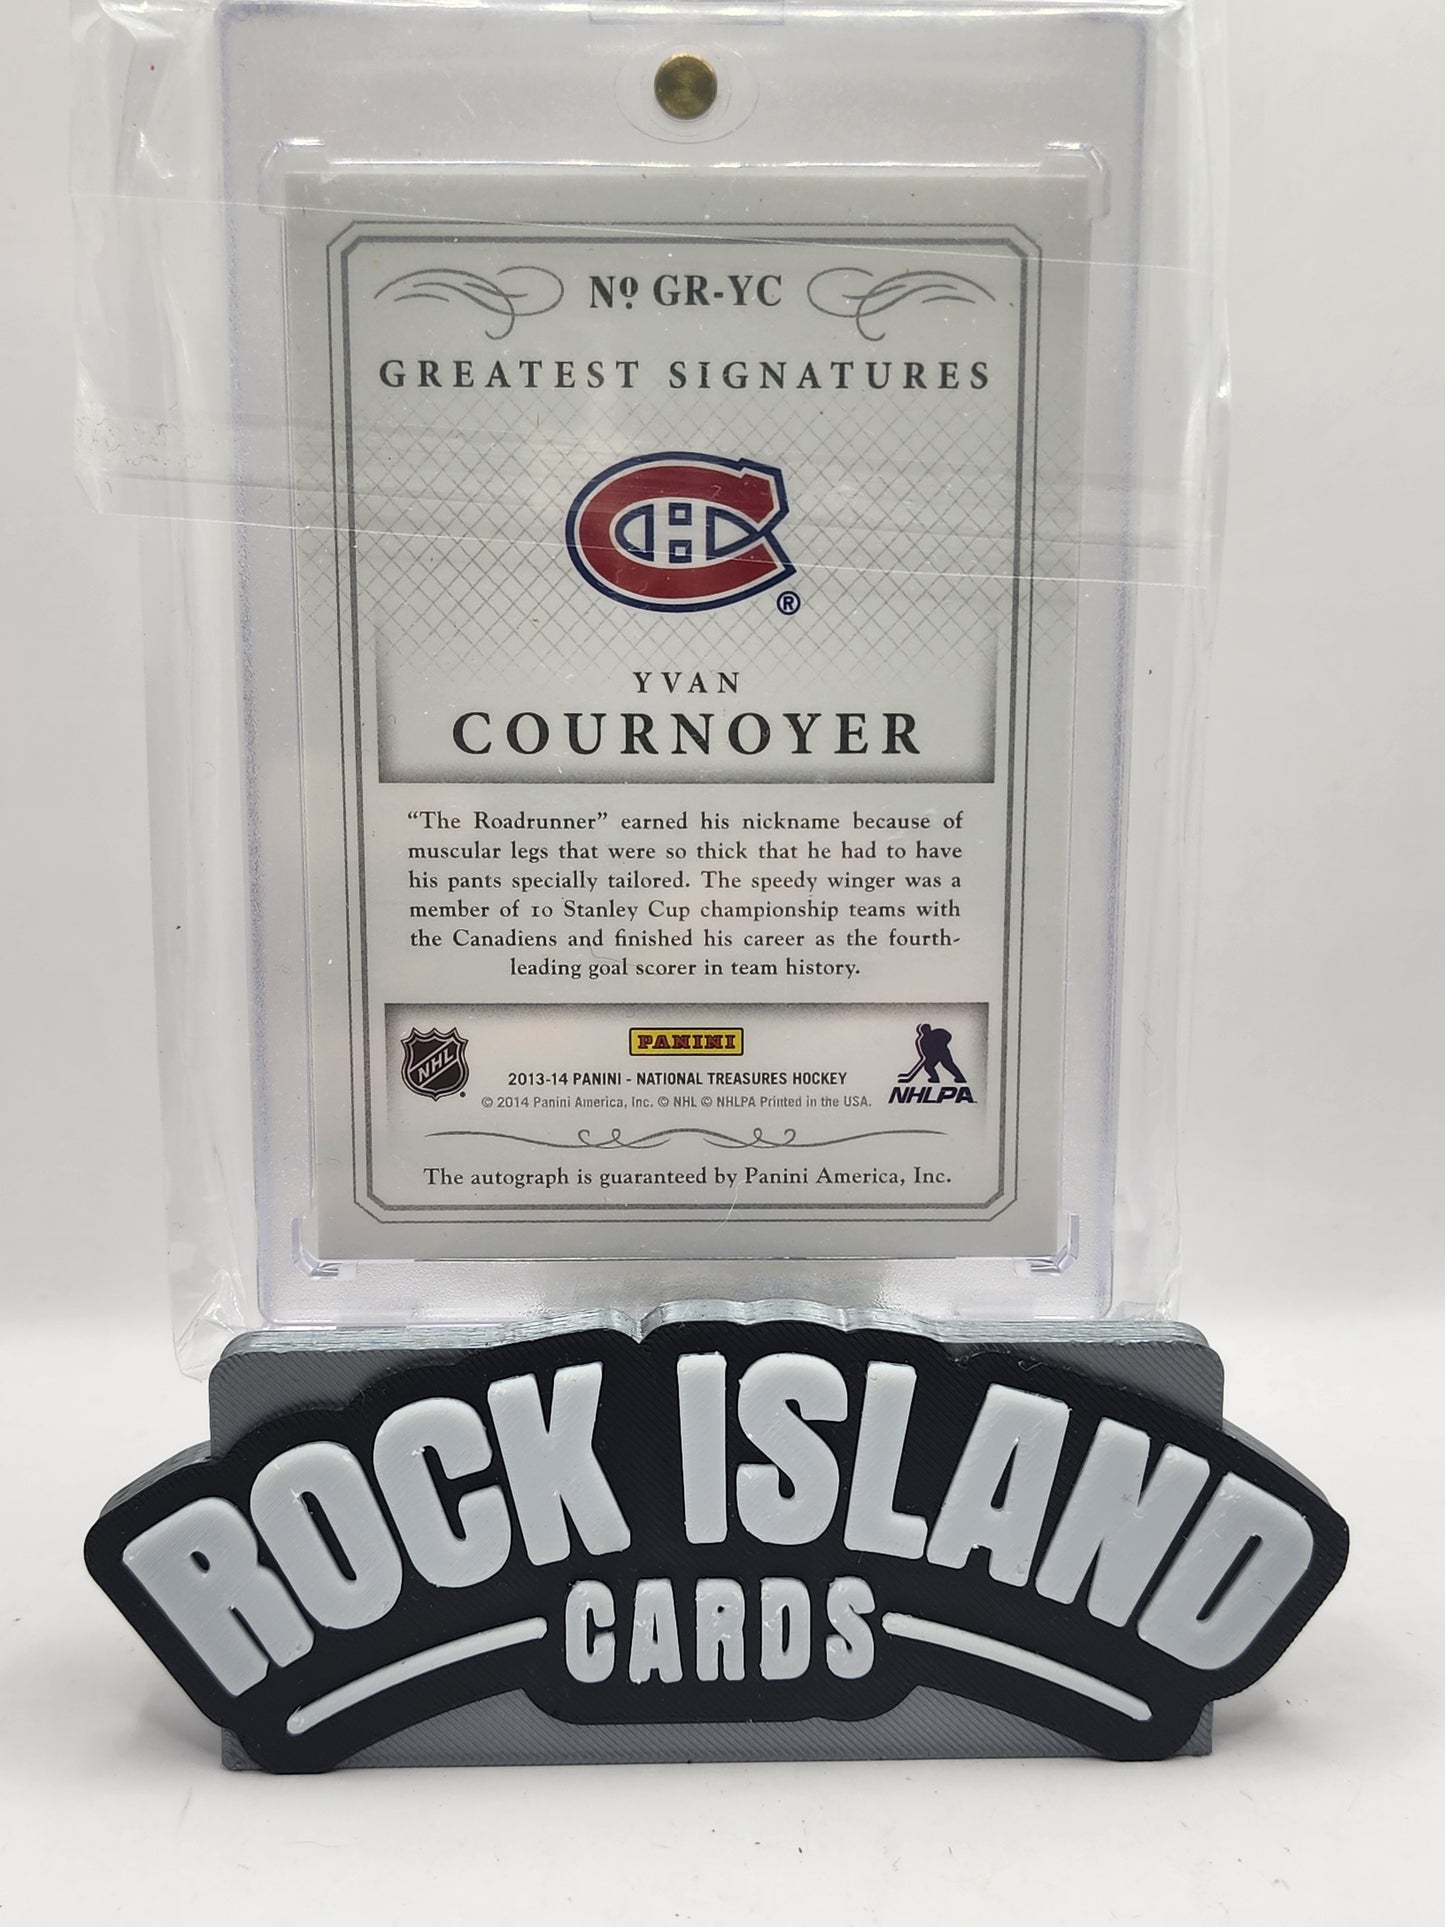 Nº GR-YC
GREATEST SIGNATURES
®
YVAN
COURNOYER
“The Roadrunner” earned his nickname because of
muscular legs that were so thick that he had to have
his pants specially tailored. The speedy winger was a
member of 10 Stanley Cup championship teams with
the Canadiens and finished his career as the fourth-
leading goal scorer in team history.
NHL
PANINI
2013-14 PANINI - NATIONAL TREASURES HOCKEY
© 2014 Panini America, Inc. © NHL © NHLPA Printed in the USA.
NHLPA
The autograph is guaranteed by Panini America, Inc.
ROCK ISLAND
CARDS